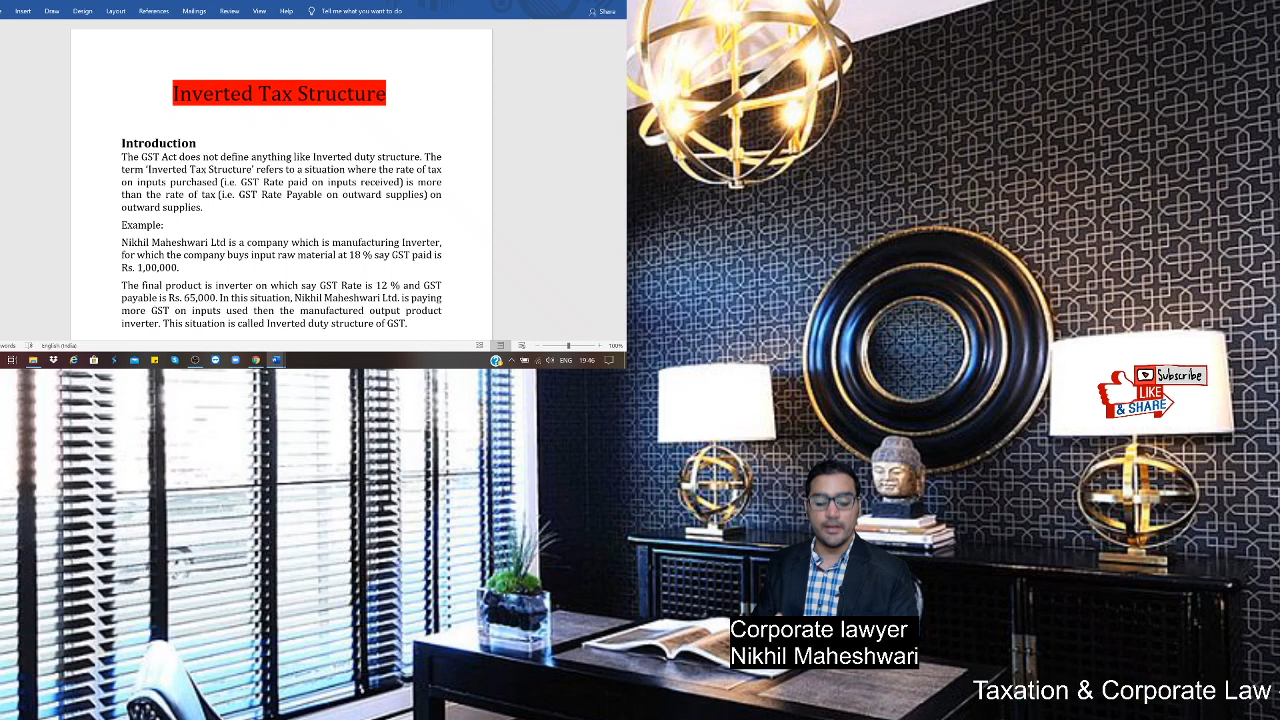 Insert Draw Design Layout References Mailings Review View Help Tell me what you want to do Share
Inverted Tax Structure
Introduction
The GST Act does not define anything like Inverted duty structure. The
term ‘Inverted Tax Structure’ refers to a situation where the rate of tax
on inputs purchased (i.e. GST Rate paid on inputs received) is more
than the rate of tax (i.e. GST Rate Payable on outward supplies) on
outward supplies.
Example:
Nikhil Maheshwari Ltd is a company which is manufacturing Inverter,
for which the company buys input raw material at 18 % say GST paid is
Rs. 1,00,000.
The final product is inverter on which say GST Rate is 12 % and GST
payable is Rs. 65,000. In this situation, Nikhil Maheshwari Ltd. is paying
more GST on inputs used then the manufactured output product
inverter. This situation is called Inverted duty structure of GST.
words English (India) 100%
ENG 19:46
Subscribe
LIKE
& SHARE
Corporate lawyer
Nikhil Maheshwari
Taxation & Corporate Law